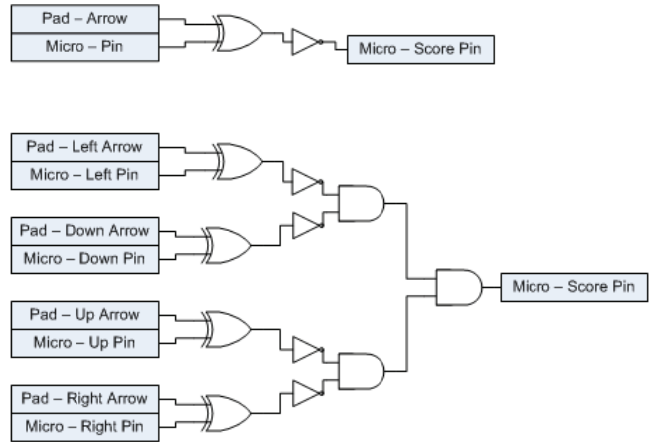 Pad – Arrow
Micro – Pin
Micro – Score Pin
Pad – Left Arrow
Micro – Left Pin
Pad – Down Arrow
Micro – Down Pin
Micro – Score Pin
Pad – Up Arrow
Micro – Up Pin
Pad – Right Arrow
Micro – Right Pin